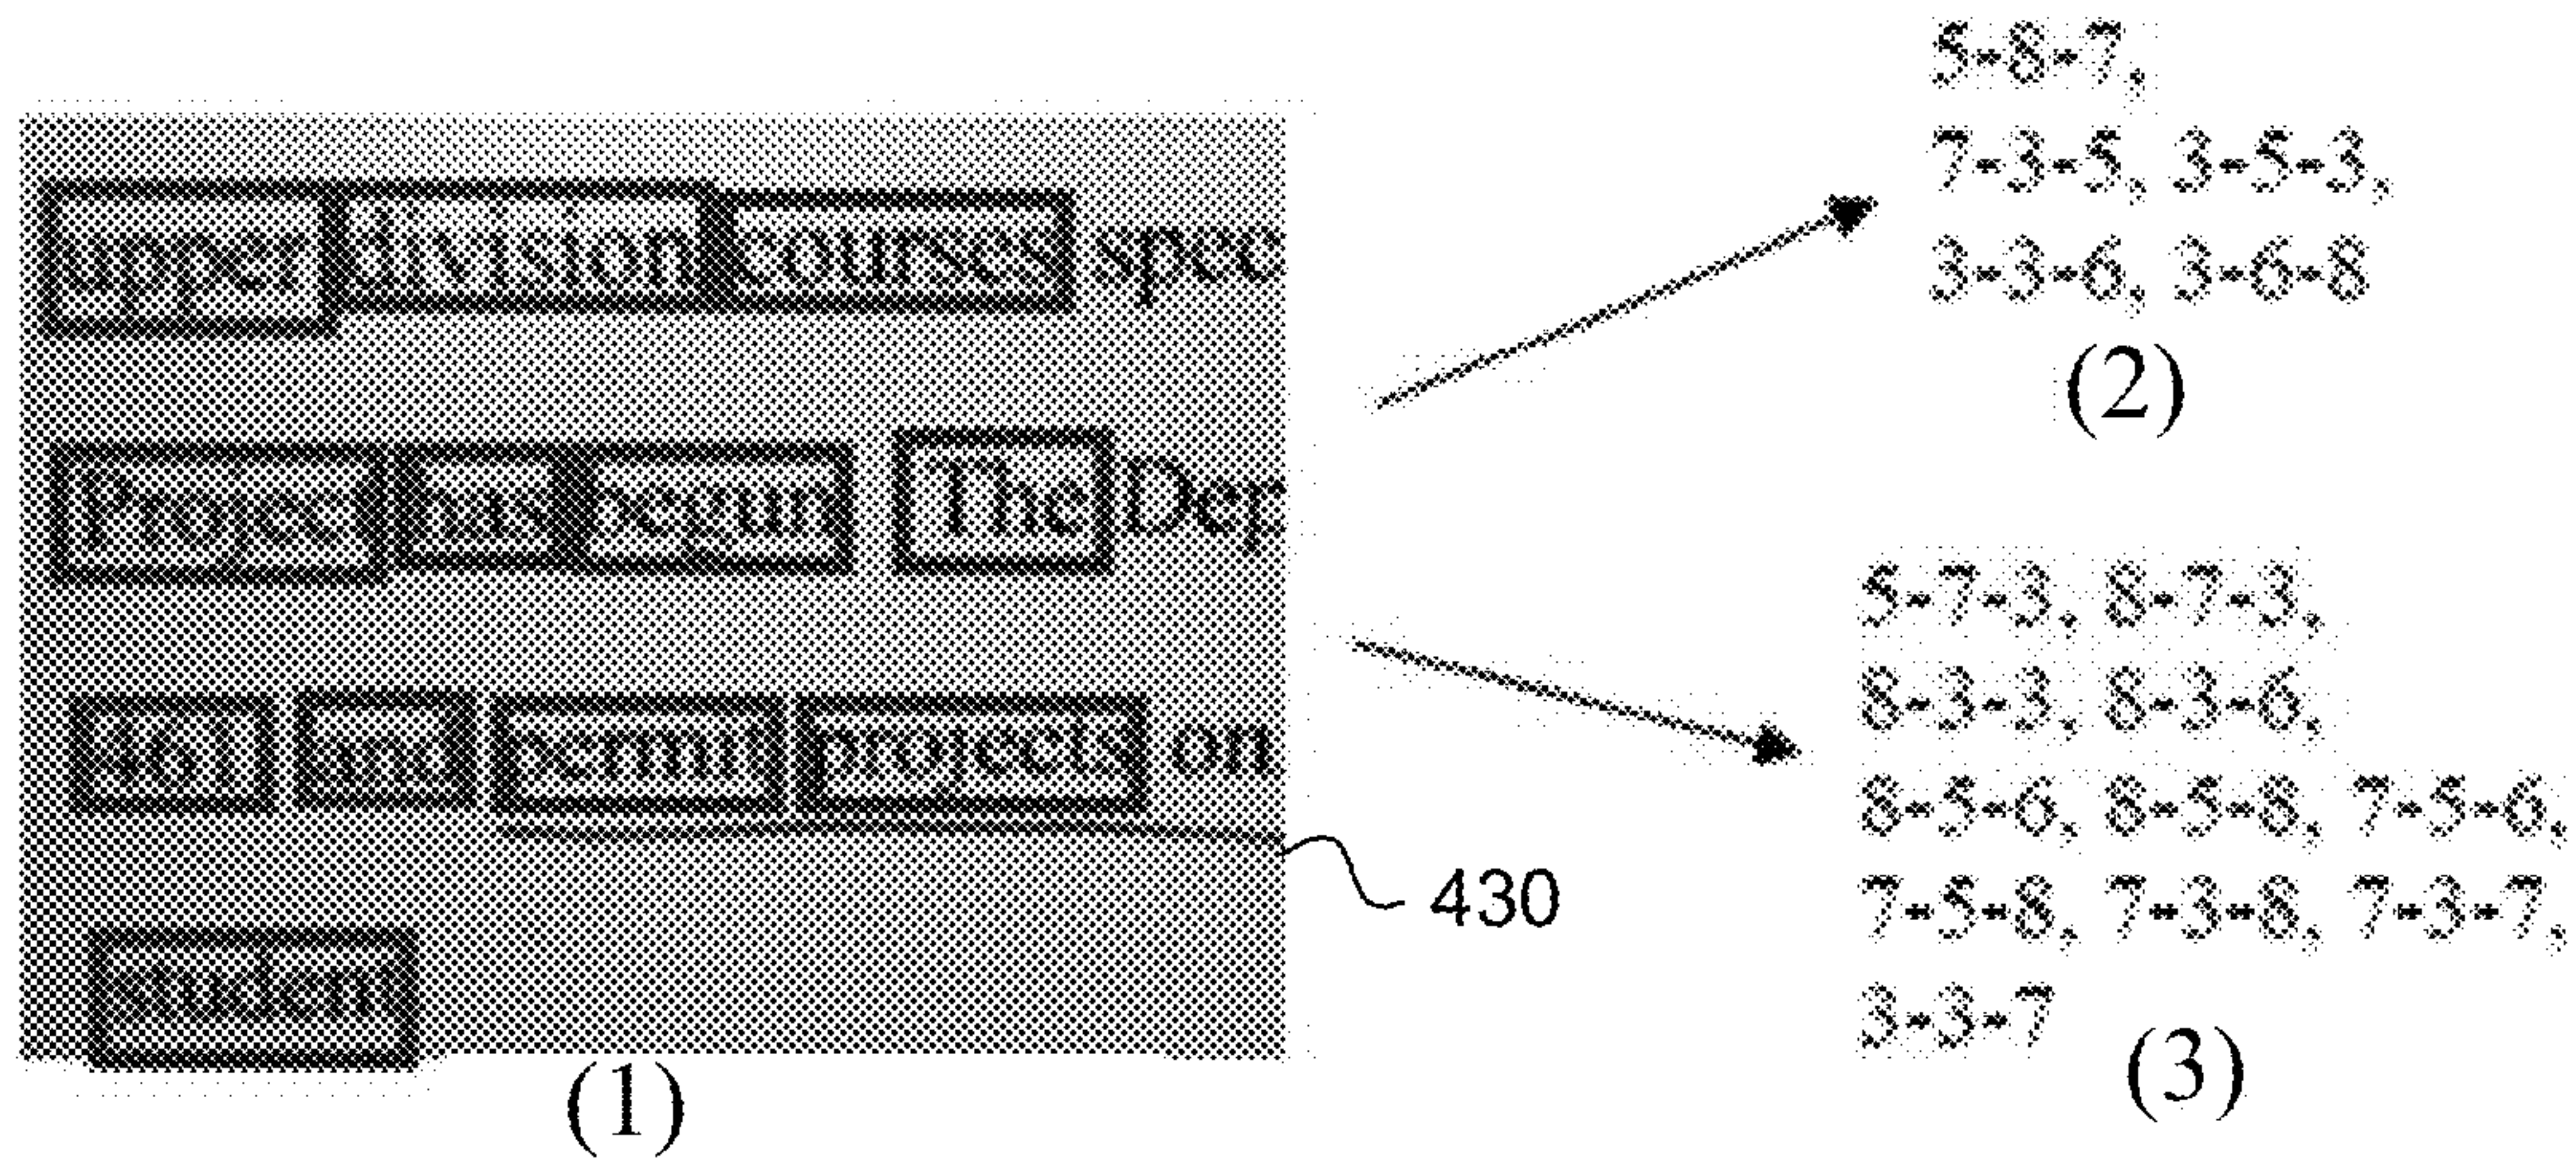 upper division courses spec
Project has begun The Dep
461 and permit projects on
student
(1)
430
5-8-7,
7-3-5, 3-5-3,
3-3-6, 3-6-8
(2)
5-7-3, 8-7-3,
8-3-3, 8-3-6,
8-5-6, 8-5-8, 7-5-6,
7-5-8, 7-3-8, 7-3-7,
3-3-7
(3)